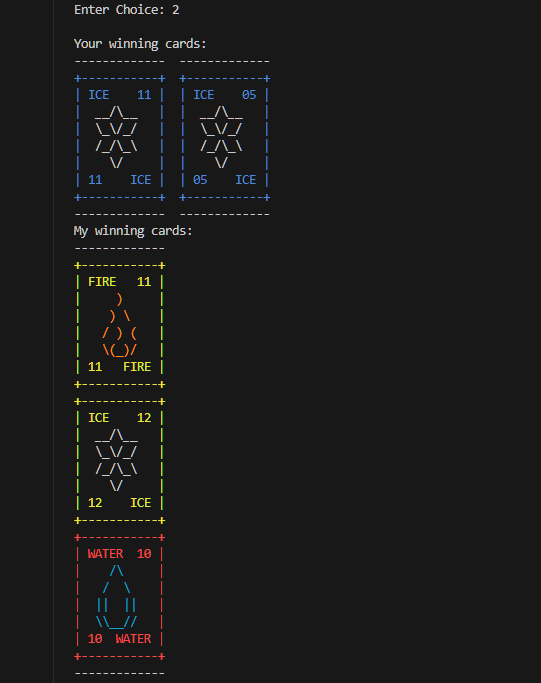 Enter Choice: 2
Your winning cards:
-------------  -------------
+-----------+  +-----------+
| ICE    11 |  | ICE    05 |
|  __/\__   |  |  __/\__   |
|  \_\/_/   |  |  \_\/_/   |
|  /_/\_\   |  |  /_/\_\   |
|    \/     |  |    \/     |
| 11    ICE |  | 05    ICE |
+-----------+  +-----------+
-------------  -------------
My winning cards:
-------------
+-----------+
| FIRE   11 |
|     )     |
|    ) \    |
|   / ) (   |
|   \(_)/   |
| 11   FIRE |
+-----------+
+-----------+
| ICE    12 |
|  __/\__   |
|  \_\/_/   |
|  /_/\_\   |
|    \/     |
| 12    ICE |
+-----------+
+-----------+
| WATER  10 |
|    /\     |
|   /  \    |
|  ||  ||   |
|  \\__//   |
| 10  WATER |
+-----------+
-------------